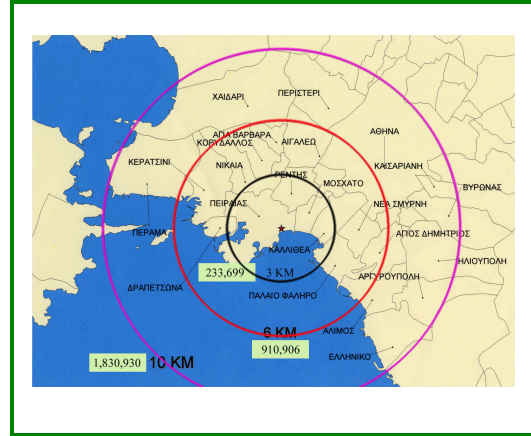 ΧΑΙΔΑΡΙ
ΠΕΡΙΣΤΕΡΙ
ΑΓΙΑ ΒΑΡΒΑΡΑ
ΑΘΗΝΑ
ΚΟΡΥΔΑΛΛΟΣ
ΑΙΓΑΛΕΩ
ΚΕΡΑΤΣΙΝΙ
ΝΙΚΑΙΑ
ΚΑΙΣΑΡΙΑΝΗ
ΡΕΝΤΗΣ
ΜΟΣΧΑΤΟ
ΒΥΡΩΝΑΣ
ΠΕΙΡΑΙΑΣ
ΝΕΑ ΣΜΥΡΝΗ
ΠΕΡΑΜΑ
ΑΓΙΟΣ ΔΗΜΗΤΡΙΟΣ
ΚΑΛΛΙΘΕΑ
ΗΛΙΟΥΠΟΛΗ
233,699 3 KM
ΑΡΓΥΡΟΥΠΟΛΗ
ΔΡΑΠΕΤΣΩΝΑ
ΠΑΛΑΙΟ ΦΑΛΗΡΟ
6 KM
ΑΛΙΜΟΣ
910,906
ΕΛΛΗΝΙΚΟ
1,830,930 10 KM